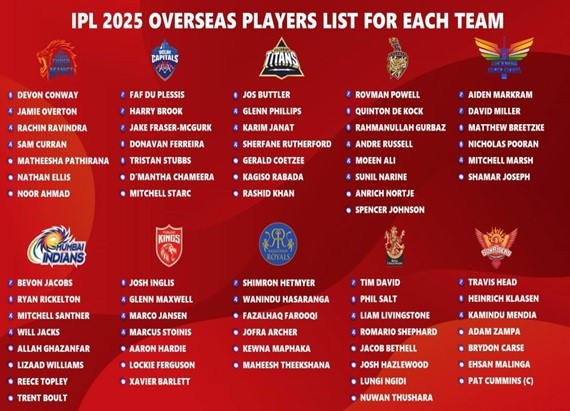 IPL 2025 OVERSEAS PLAYERS LIST FOR EACH TEAM
DEVON CONWAY
JAMIE OVERTON
RACHIN RAVINDRA
SAM CURRAN
MATHEESHA PATHIRANA
NATHAN ELLIS
NOOR AHMAD
DELHI
CAPITALS
FAF DU PLESSIS
HARRY BROOK
JAKE FRASER-MCGURK
DONAVAN FERREIRA
TRISTAN STUBBS
D'MANTHA CHAMEERA
MITCHELL STARC
TITANS
JOS BUTTLER
GLENN PHILLIPS
KARIM JANAT
SHERFANE RUTHERFORD
GERALD COETZEE
KAGISO RABADA
RASHID KHAN
ROVMAN POWELL
QUINTON DE KOCK
RAHMANULLAH GURBAZ
ANDRE RUSSELL
MOEEN ALI
SUNIL NARINE
ANRICH NORTJE
SPENCER JOHNSON
AIDEN MARKRAM
DAVID MILLER
MATTHEW BREETZKE
NICHOLAS POORAN
MITCHELL MARSH
SHAMAR JOSEPH
MUMBAI
INDIANS
BEVON JACOBS
RYAN RICKELTON
MITCHELL SANTNER
WILL JACKS
ALLAH GHAZANFAR
LIZAAD WILLIAMS
REECE TOPLEY
TRENT BOULT
KINGS
JOSH INGLIS
GLENN MAXWELL
MARCO JANSEN
MARCUS STOINIS
AARON HARDIE
LOCKIE FERGUSON
XAVIER BARLETT
ROYALS
SHIMRON HETMYER
WANINDU HASARANGA
FAZALHAQ FAROOQI
JOFRA ARCHER
KEWNA MAPHAKA
MAHEESH THEEKSHANA
TIM DAVID
PHIL SALT
LIAM LIVINGSTONE
ROMARIO SHEPHARD
JACOB BETHELL
JOSH HAZLEWOOD
LUNGI NGIDI
NUWAN THUSHARA
TRAVIS HEAD
HEINRICH KLAASEN
KAMINDU MENDIA
ADAM ZAMPA
BRYDON CARSE
EHSAN MALINGA
PAT CUMMINS (C)